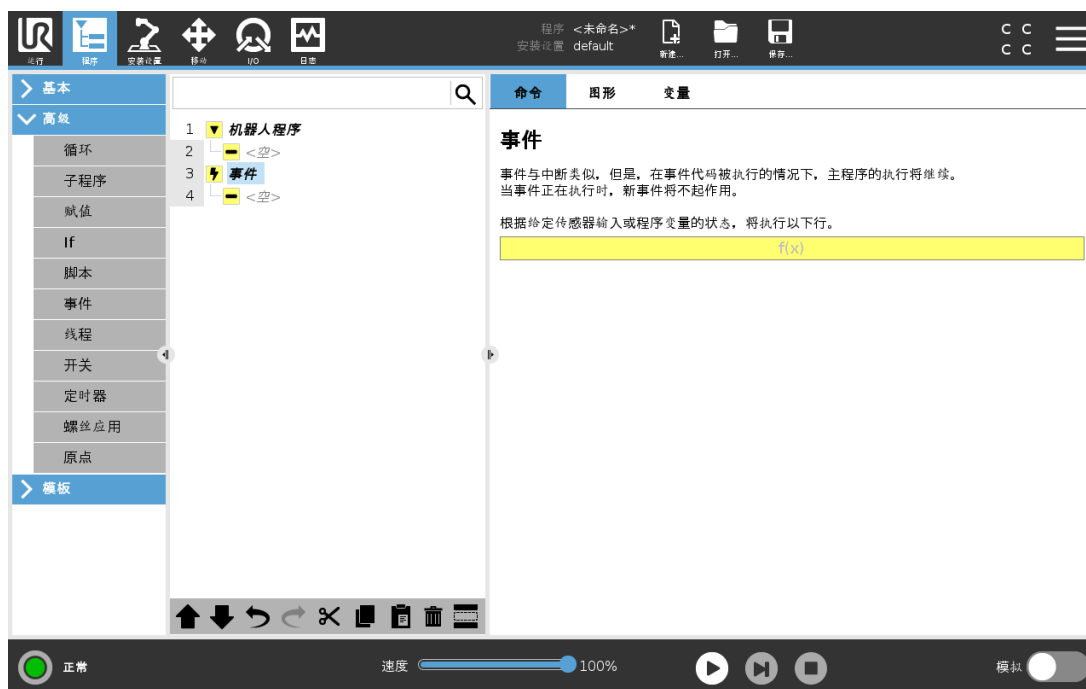 UR
程序 <未命名>*
安装设置 default
运行 程序 安装设置 移动 I/O 日志
新建... 打开... 保存...
C C
C C
基本
高级
循环
子程序
赋值
If
脚本
事件
线程
开关
定时器
螺丝应用
原点
模板
1 机器人程序
2 <空>
3 事件
4 <空>
命令 图形 变量
事件
事件与中断类似，但是，在事件代码被执行的情况下，主程序的执行将继续。
当事件正在执行时，新事件将不起作用。
根据给定传感器输入或程序变量的状态，将执行以下行。
f(x)
正常
速度 100%
模拟